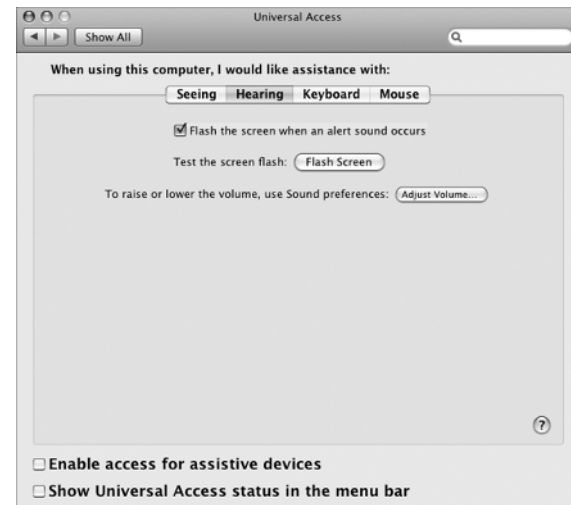 Universal Access
Show All
When using this computer, I would like assistance with:
Seeing Hearing Keyboard Mouse
Flash the screen when an alert sound occurs
Test the screen flash: Flash Screen
To raise or lower the volume, use Sound preferences: Adjust Volume...
?
Enable access for assistive devices
Show Universal Access status in the menu bar